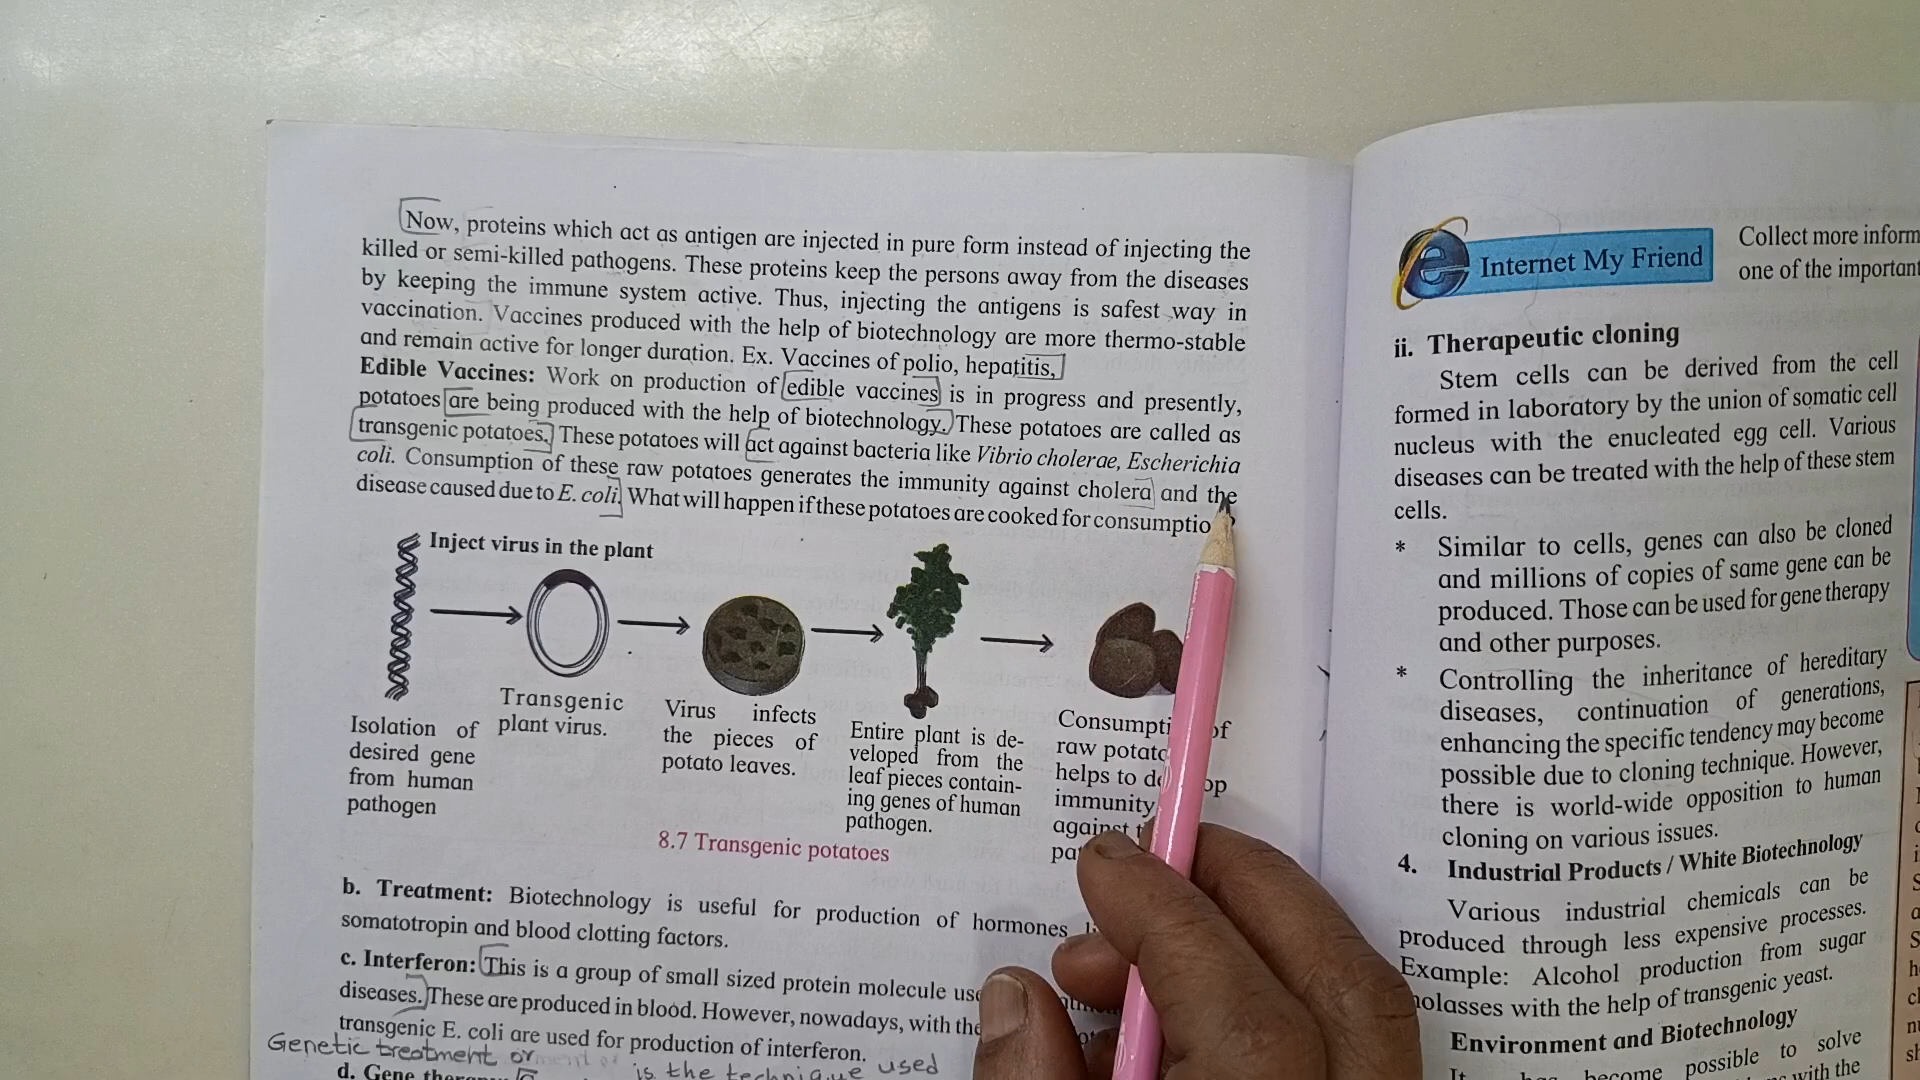 Now, proteins which act as antigen are injected in pure form instead of injecting the
killed or semi-killed pathogens. These proteins keep the persons away from the diseases
by keeping the immune system active. Thus, injecting the antigens is safest way in
vaccination. Vaccines produced with the help of biotechnology are more thermo-stable
and remain active for longer duration. Ex. Vaccines of polio, hepatitis,
Edible Vaccines: Work on production of edible vaccines is in progress and presently,
potatoes are being produced with the help of biotechnology. These potatoes are called as
transgenic potatoes. These potatoes will act against bacteria like Vibrio cholerae, Escherichia
coli. Consumption of these raw potatoes generates the immunity against cholera and the
disease caused due to E. coli. What will happen if these potatoes are cooked for
Inject virus in the plant
Isolation of
desired gene
from human
pathogen
Transgenic
plant virus.
Virus infects
the pieces of
potato leaves.
Entire plant is de-
veloped from the
leaf pieces contain-
ing genes of human
pathogen.
raw
helps to
immunity
against
8.7 Transgenic potatoes
b. Treatment: Biotechnology is useful for production of hormones
somatotropin and blood clotting factors.
c. Interferon: This is a group of small sized protein molecule
diseases. These are produced in blood. However, nowadays, with the
transgenic E. coli are used for production of interferon.
Genetic treatment or is the technique used
d. Gene
Internet My Friend
Collect more inform
one of the important
ii. Therapeutic cloning
Stem cells can be derived from the cell
formed in laboratory by the union of somatic cell
nucleus with the enucleated egg cell. Various
diseases can be treated with the help of these stem
cells.
* Similar to cells, genes can also be cloned
and millions of copies of same gene can be
produced. Those can be used for gene therapy
and other purposes.
* Controlling the inheritance of hereditary
diseases, continuation of generations,
enhancing the specific tendency may become
possible due to cloning technique. However,
there is world-wide opposition to human
cloning on various issues.
4. Industrial Products / White Biotechnology
Various industrial chemicals can be
produced through less expensive processes.
Example: Alcohol production from sugar
molasses with the help of transgenic yeast.
Environment and Biotechnology
become possible to solve
with the